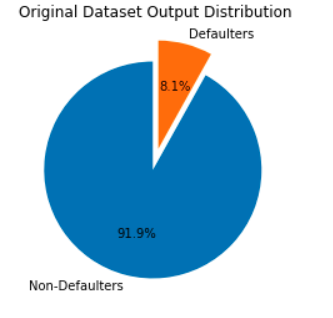 Original Dataset Output Distribution
Defaulters
8.1%
91.9%
Non-Defaulters